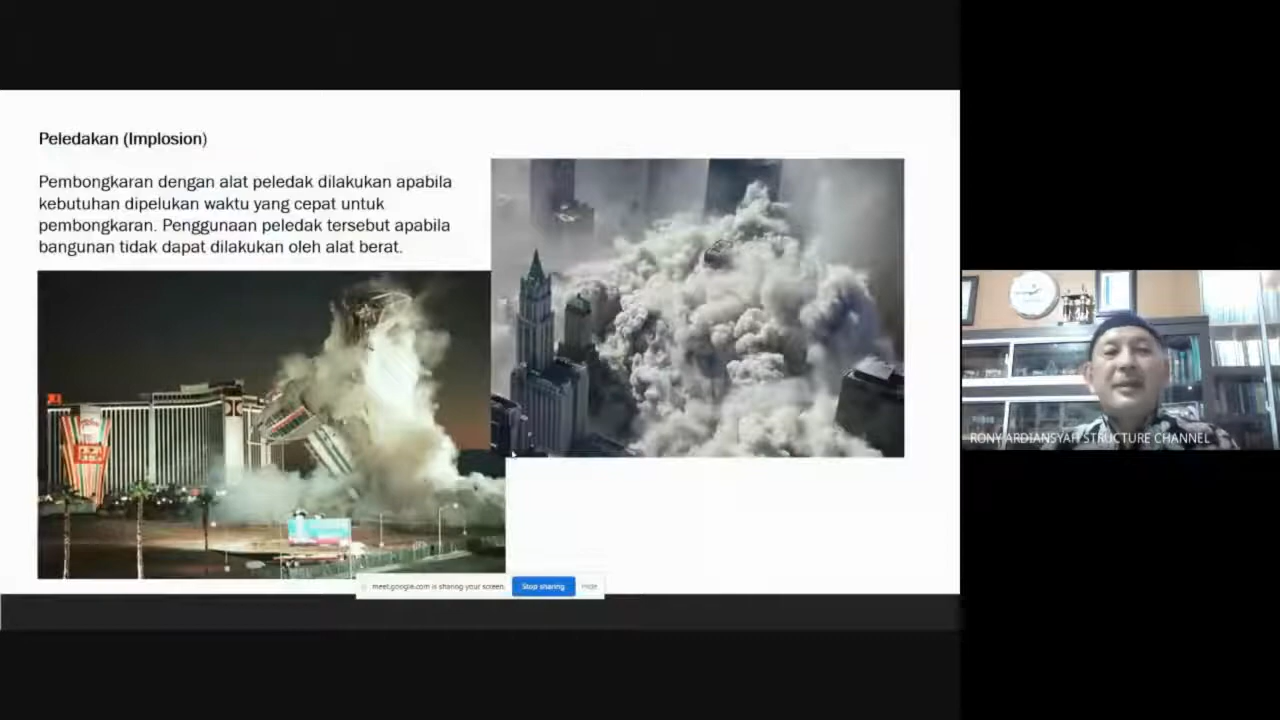 Peledakan (Implosion)
Pembongkaran dengan alat peledak dilakukan apabila
kebutuhan dipelukan waktu yang cepat untuk
pembongkaran. Penggunaan peledak tersebut apabila
bangunan tidak dapat dilakukan oleh alat berat.
meet.google.com is sharing your screen.
Stop sharing
Hide
RONY ARDIANSYAH STRUCTURE CHANNEL